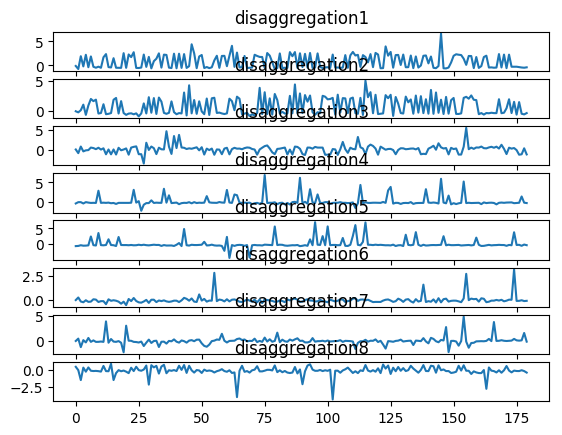 disaggregation1
5
0
disaggregation2
5
0
disaggregation3
5
0
disaggregation4
5
0
disaggregation5
5
0
disaggregation6
2.5
0.0
disaggregation7
5
0
disaggregation8
0.0
−2.5
0 25 50 75 100 125 150 175